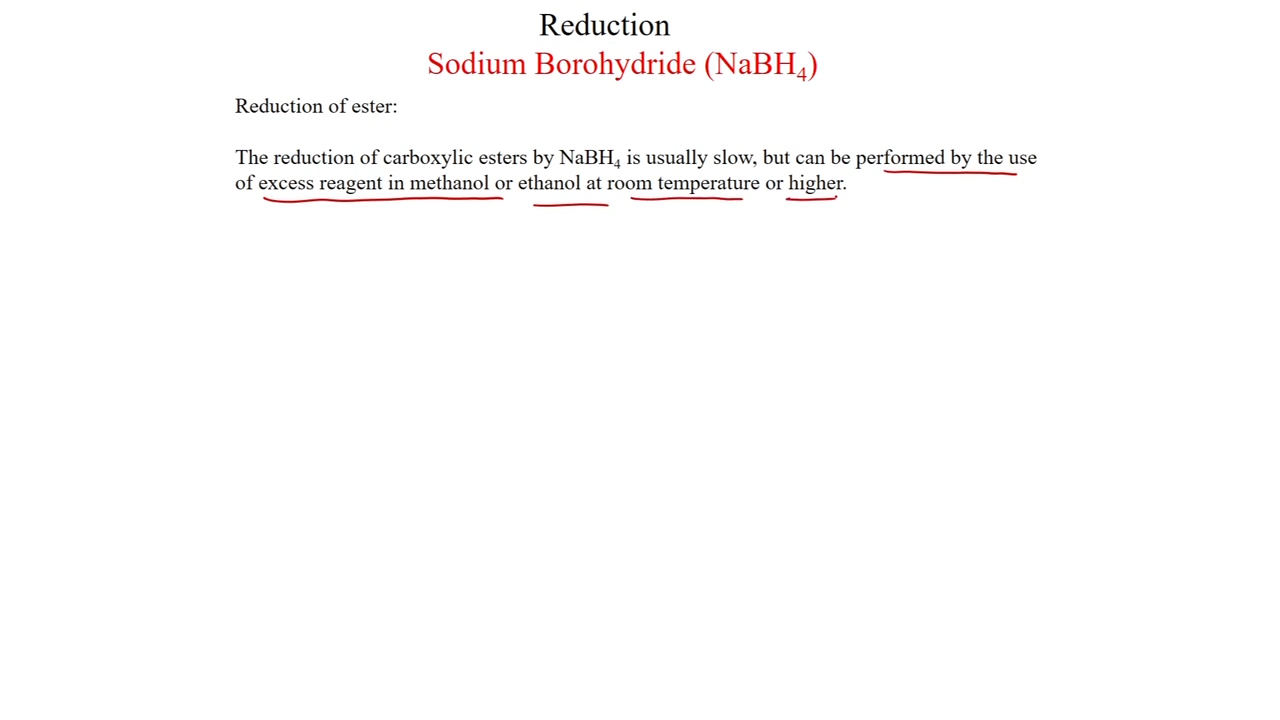 Reduction
Sodium Borohydride (NaBH₄)
Reduction of ester:
The reduction of carboxylic esters by NaBH₄ is usually slow, but can be performed by the use
of excess reagent in methanol or ethanol at room temperature or higher.